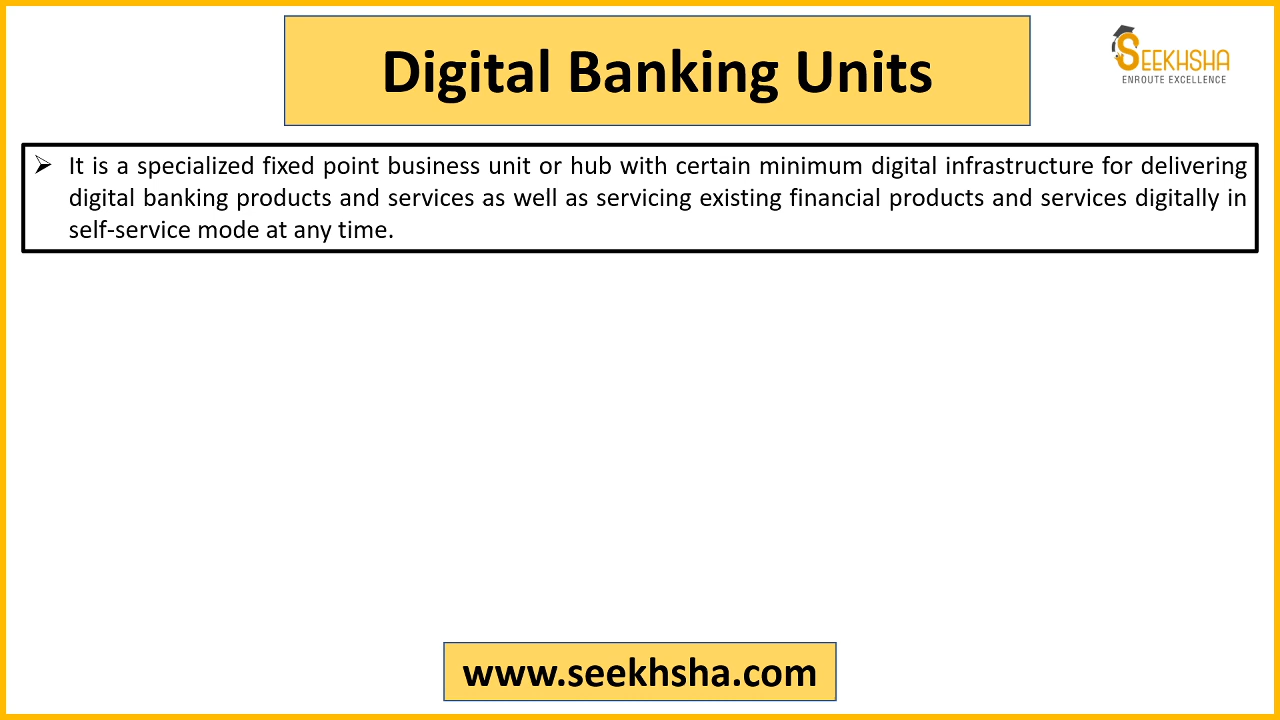 Digital Banking Units
SEEKHSHA
ENROUTE EXCELLENCE
➢ It is a specialized fixed point business unit or hub with certain minimum digital infrastructure for delivering
digital banking products and services as well as servicing existing financial products and services digitally in
self-service mode at any time.
www.seekhsha.com